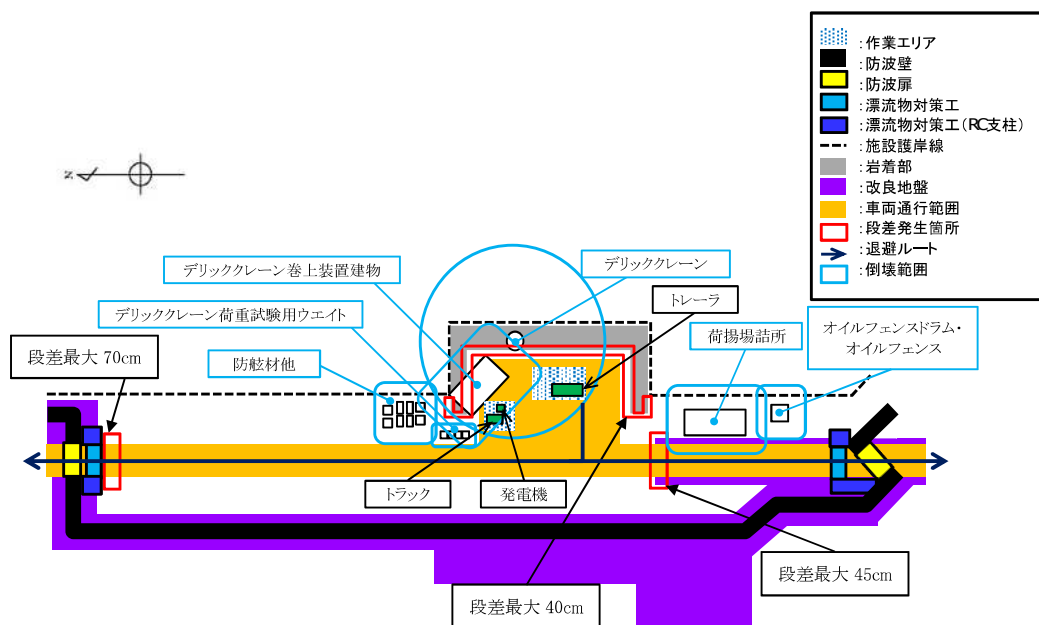 :作業エリア
:防波壁
:防波扉
:漂流物対策工
:漂流物対策工(RC支柱)
:施設護岸線
:岩着部
:改良地盤
:車両通行範囲
:段差発生箇所
:退避ルート
:倒壊範囲
N
デリッククレーン巻上装置建物
デリッククレーン
トレーラ
デリッククレーン荷重試験用ウエイト
荷揚場詰所
オイルフェンスドラム・
オイルフェンス
段差最大 70cm
防舷材他
トラック
発電機
段差最大 45cm
段差最大 40cm